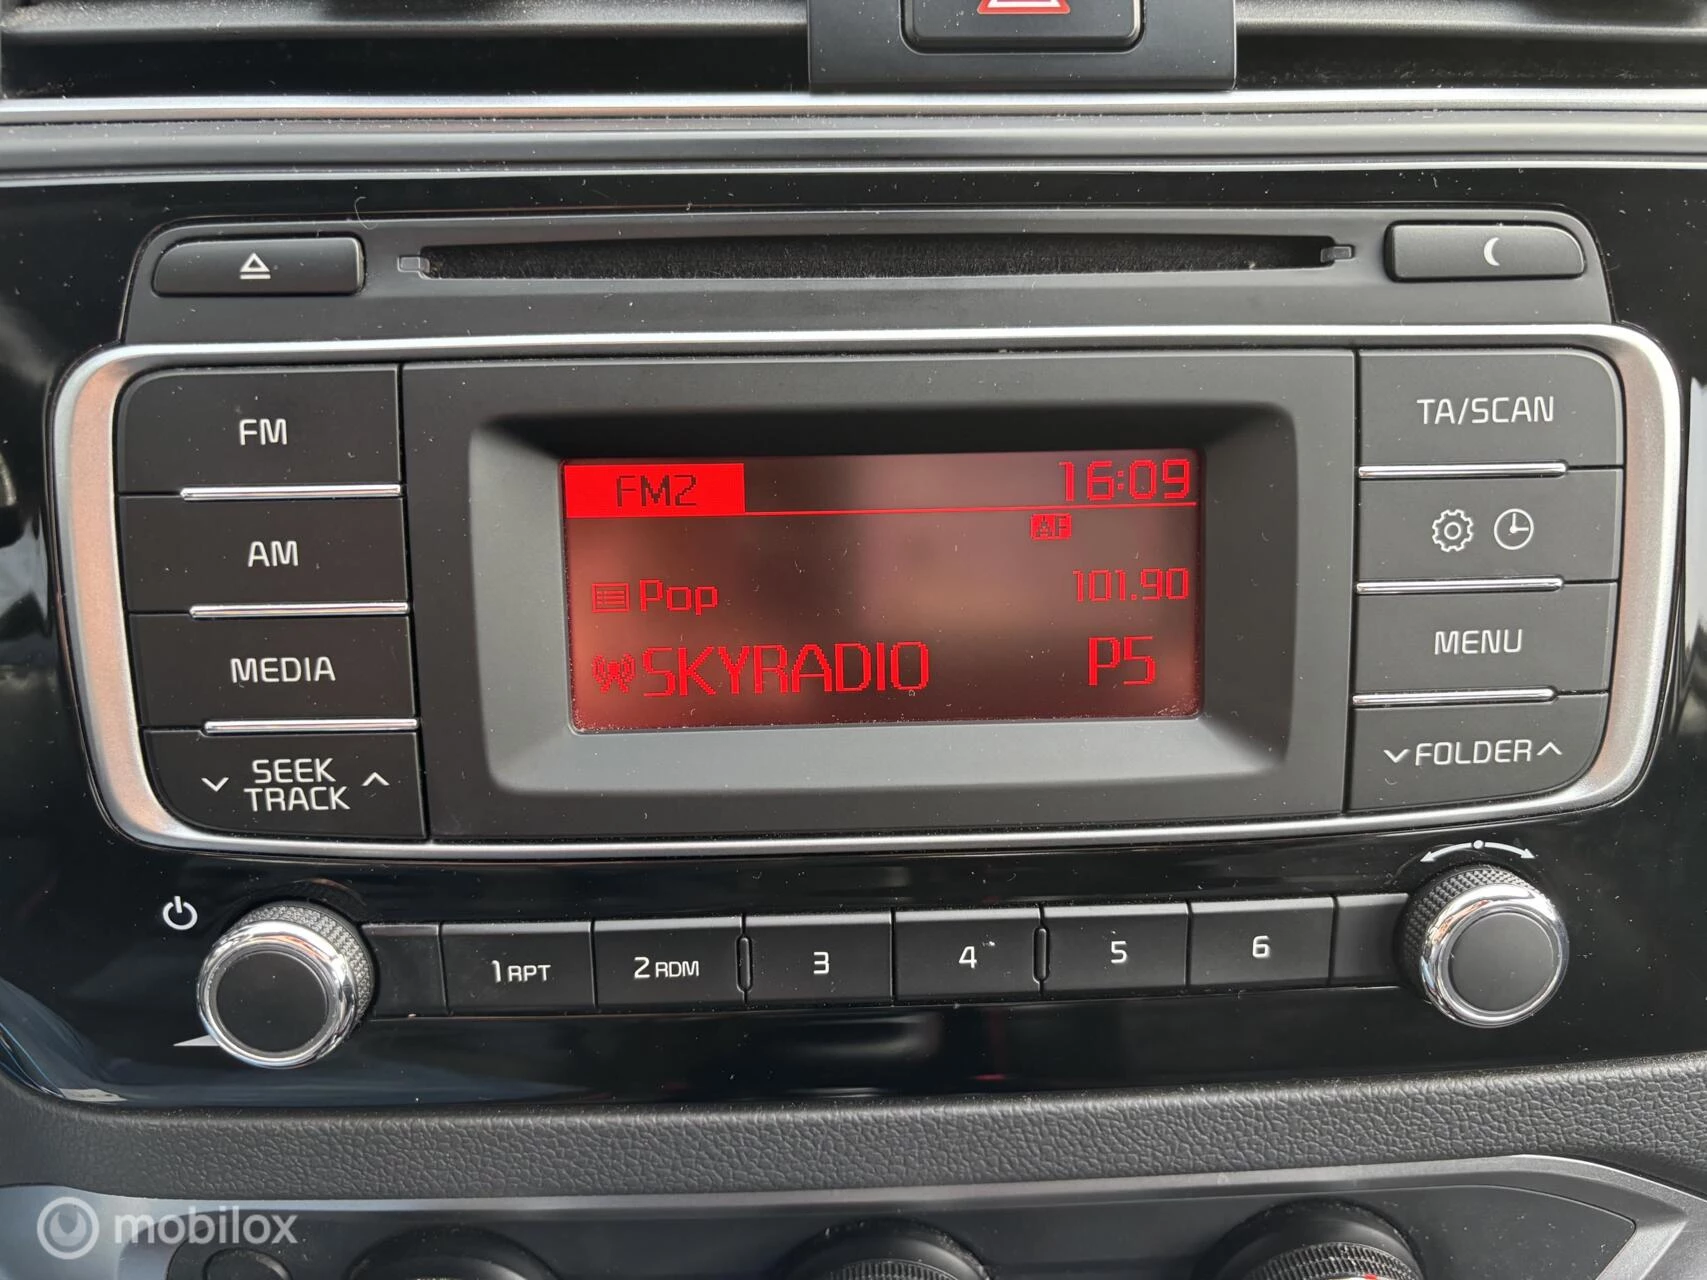 FM
AM
MEDIA
SEEK
TRACK
FM2 16:09
AF
Pop 101.90
SKYRADIO P5
TA/SCAN
MENU
FOLDER
1 RPT 2 RDM 3 4 5 6
mobilox